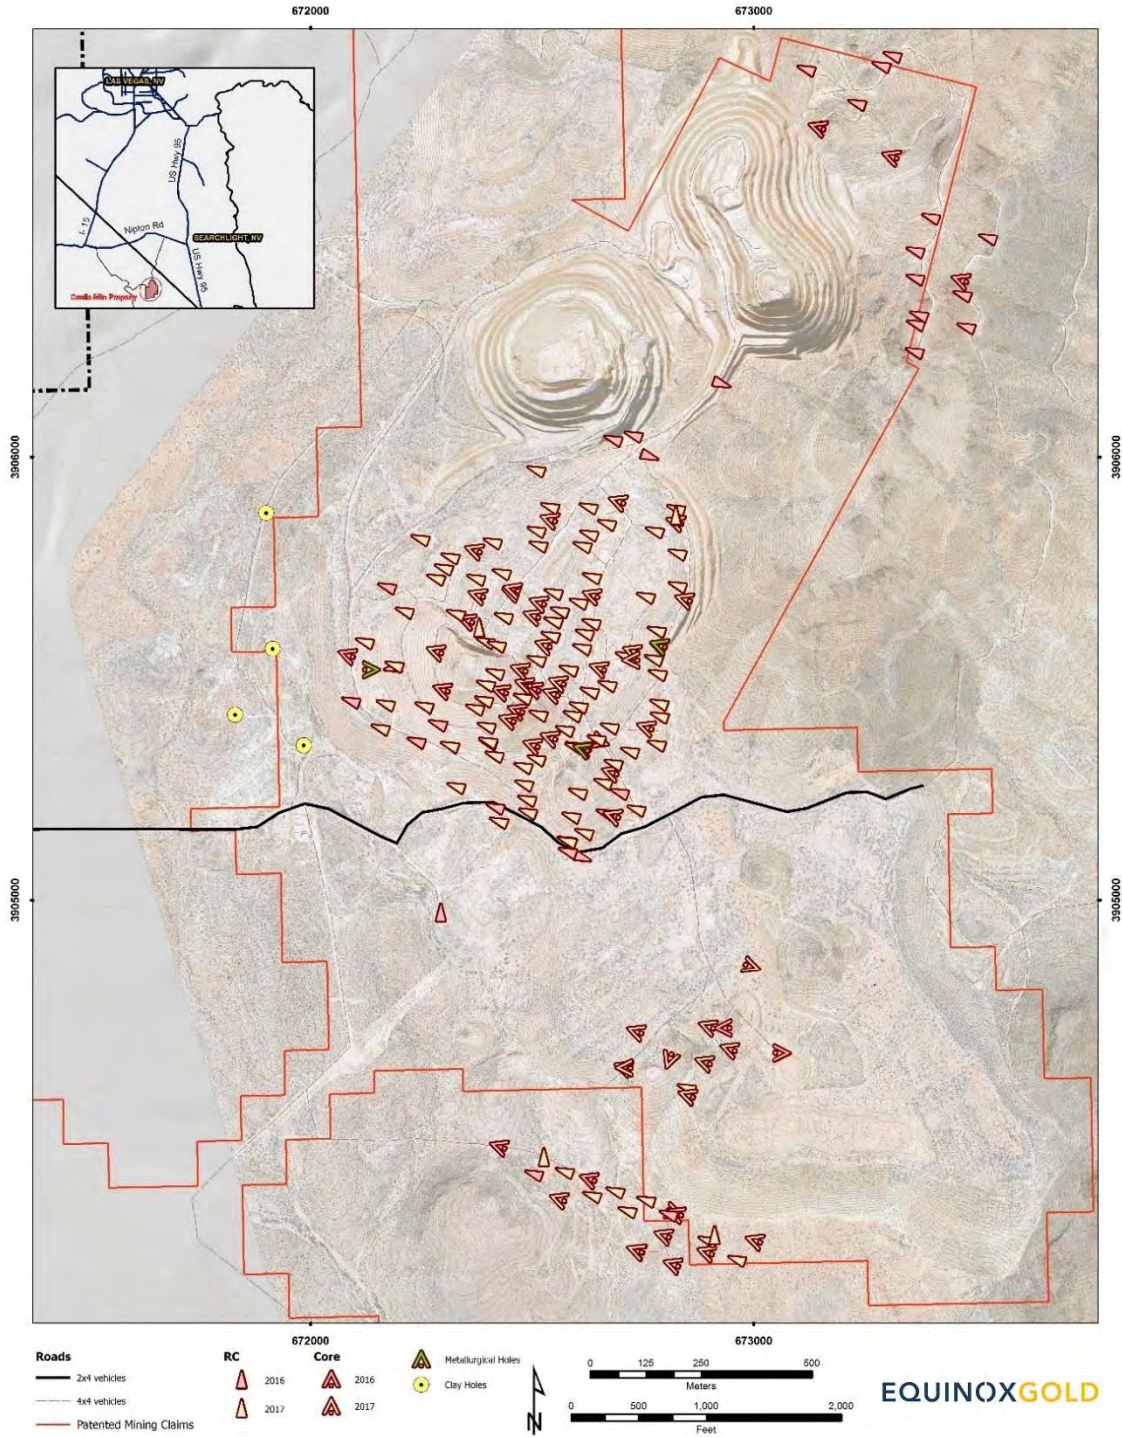 672000 673000
LAS VEGAS, NV
US Hwy 95
I-15
Nipton Rd
SEARCHLIGHT, NV
US Hwy 95
Castle Mtn Property
3906000 3906000
3905000 3905000
672000 673000
Roads RC Core
2x4 vehicles 2016 2016 Metallurgical Holes
4x4 vehicles 2017 2017 Clay Holes
Patented Mining Claims
N
0 125 250 500
Meters
0 500 1,000 2,000
Feet
EQUINOXGOLD